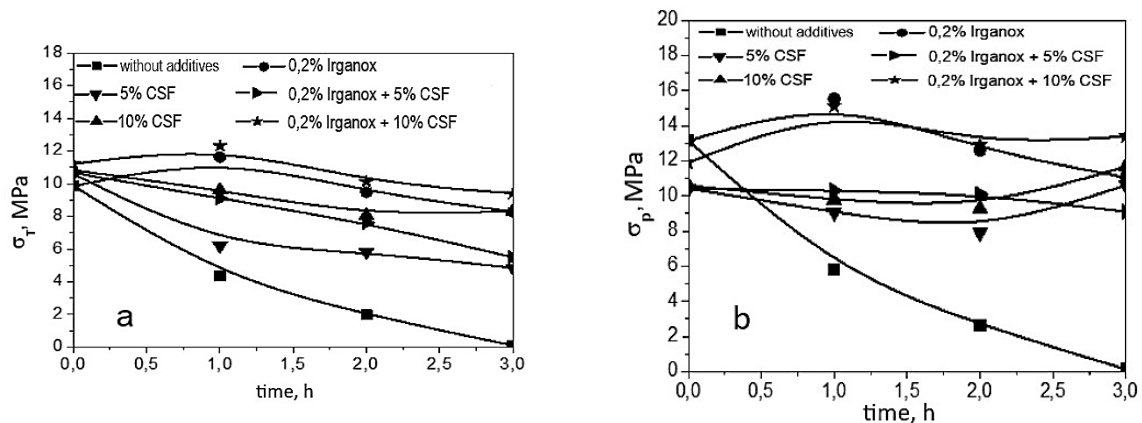 a
18
16
14
12
10
8
6
4
2
0
σT, MPa
without additives
0,2% Irganox
5% CSF
0,2% Irganox + 5% CSF
10% CSF
0,2% Irganox + 10% CSF
a
0,0 0,5 1,0 1,5 2,0 2,5 3,0
time, h
b
20
18
16
14
12
10
8
6
4
2
0
σp, MPa
without additives
0,2% Irganox
5% CSF
0,2% Irganox + 5% CSF
10% CSF
0,2% Irganox + 10% CSF
b
0,0 0,5 1,0 1,5 2,0 2,5 3,0
time, h